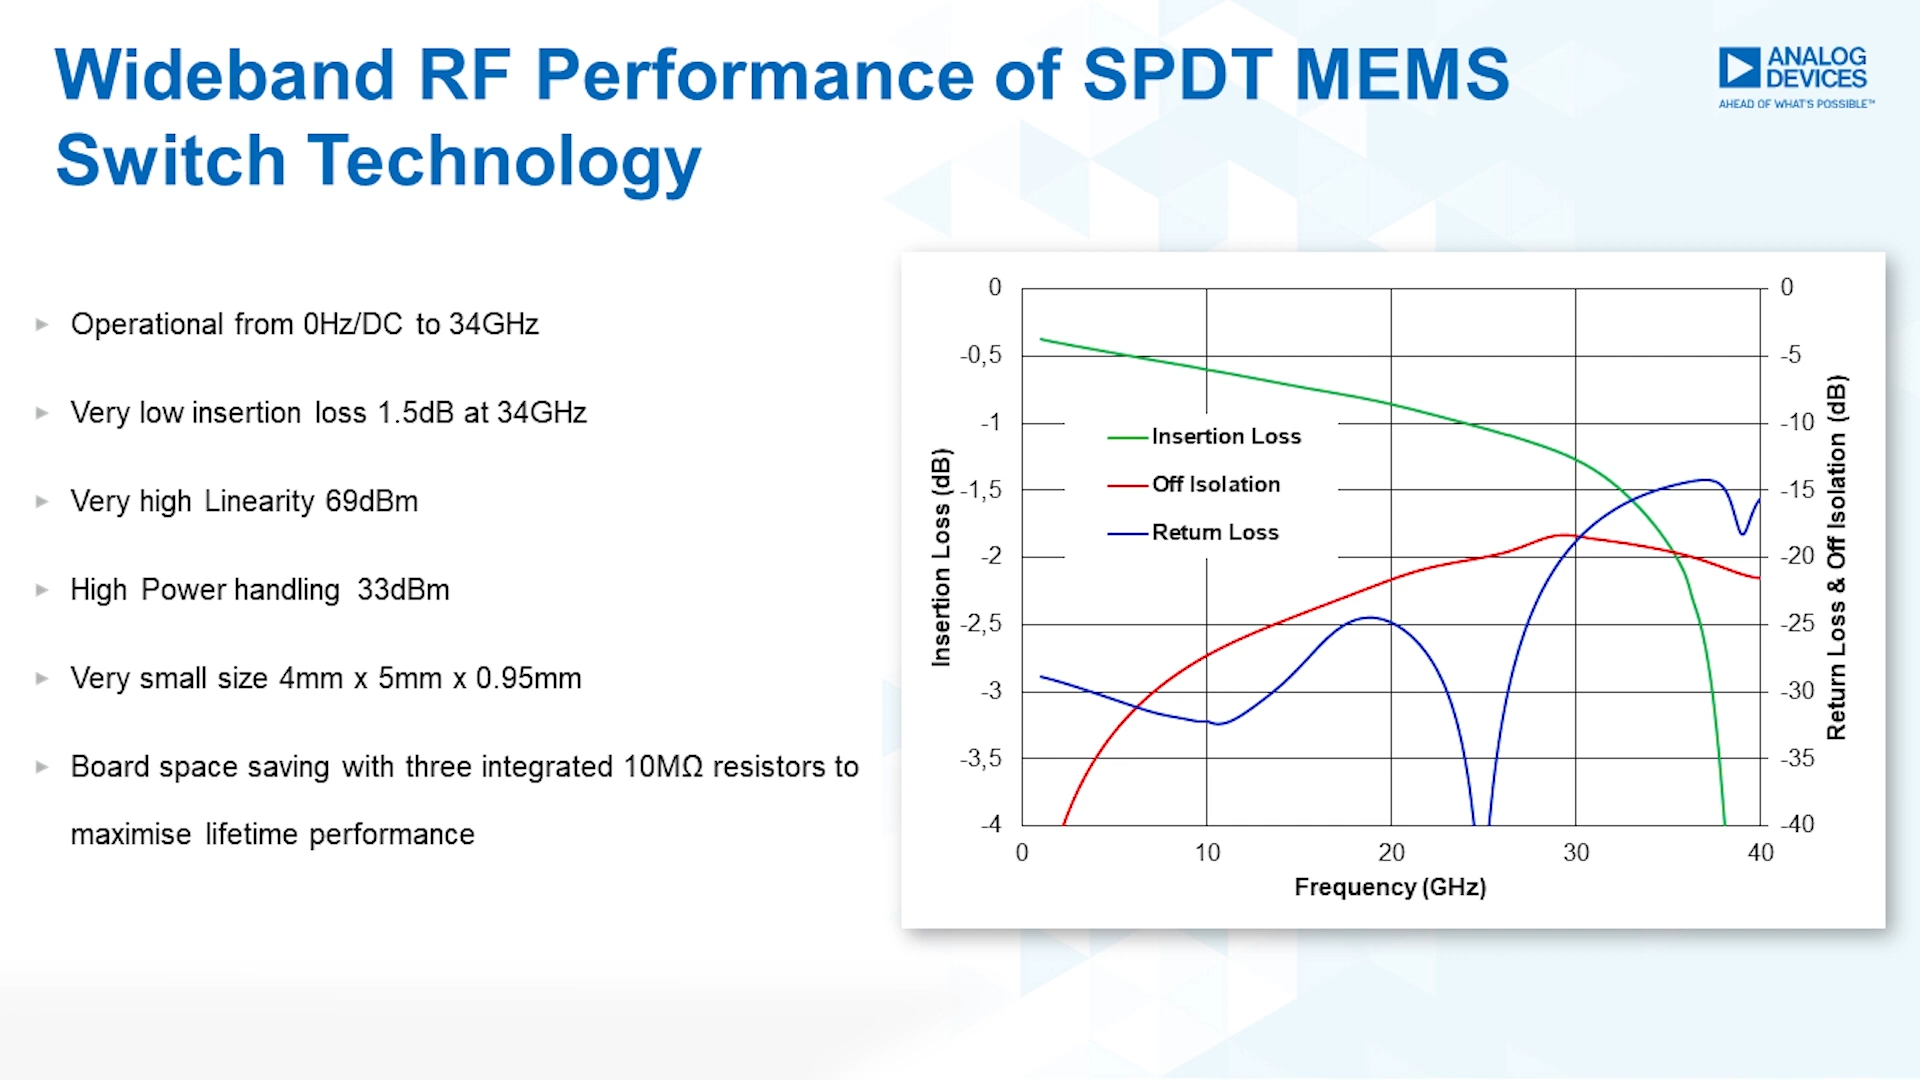 Wideband RF Performance of SPDT MEMS
Switch Technology
ANALOG
DEVICES
AHEAD OF WHAT'S POSSIBLE™
Operational from 0Hz/DC to 34GHz
Very low insertion loss 1.5dB at 34GHz
Very high Linearity 69dBm
High Power handling 33dBm
Very small size 4mm x 5mm x 0.95mm
Board space saving with three integrated 10MΩ resistors to
maximise lifetime performance
Insertion Loss (dB)
0
-0,5
-1
-1,5
-2
-2,5
-3
-3,5
-4
Insertion Loss
Off Isolation
Return Loss
0
-5
-10
-15
-20
-25
-30
-35
-40
Return Loss & Off Isolation (dB)
0 10 20 30 40
Frequency (GHz)